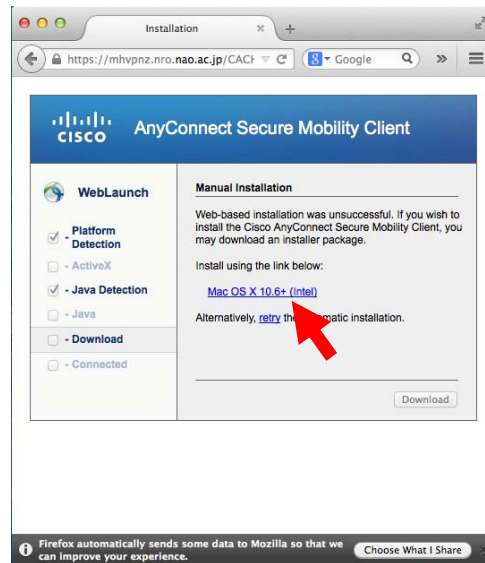 Installation
https://mhvpnz.nro.nao.ac.jp/CACH
Google
CISCO
AnyConnect Secure Mobility Client
WebLaunch
- Platform
Detection
- ActiveX
- Java Detection
- Java
- Download
- Connected
Manual Installation
Web-based installation was unsuccessful. If you wish to
install the Cisco AnyConnect Secure Mobility Client, you
may download an installer package.
Install using the link below:
Mac OS X 10.6+ (Intel)
Alternatively, retry installation.
Download
Firefox automatically sends some data to Mozilla so that we
can improve your experience.
Choose What I Share